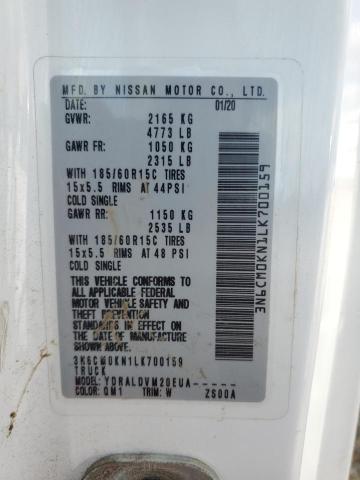 MFD. BY NISSAN MOTOR CO., LTD.
DATE: 01/20
GVWR: 2165 KG
4773 LB
GAWR FR: 1050 KG
2315 LB
WITH 185/60R15C TIRES
15x5.5 RIMS AT 44PSI
COLD SINGLE
GAWR RR: 1150 KG
2535 LB
WITH 185/60R15C TIRES
15x5.5 RIMS AT 48 PSI
COLD SINGLE
THIS VEHICLE CONFORMS TO
ALL APPLICABLE FEDERAL
MOTOR VEHICLE SAFETY
AND THEFT PREVENTION
STANDARDS IN EFFECT
ON THE DATE OF
MANUFACTURE SHOWN
ABOVE.
3N6CM0KN1LK700159
TRUCK
MODEL: YDRALDVM20EUA-----
COLOR: QM1 TRIM: W ZS00A
3N6CM0KN1LK700159